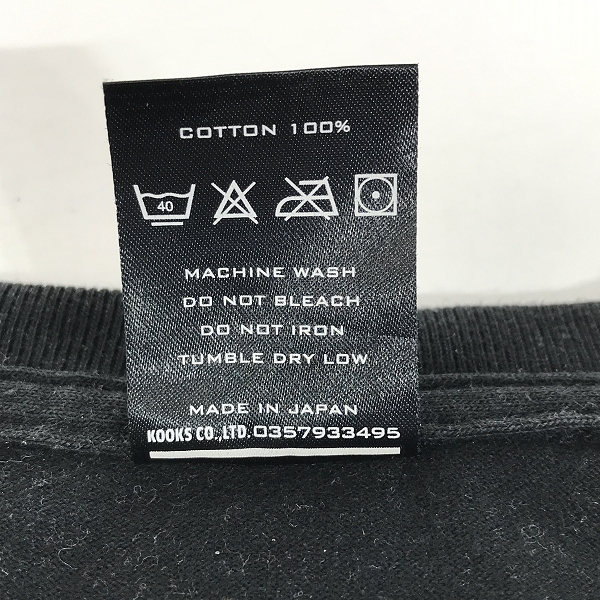 COTTON 100%
40
MACHINE WASH
DO NOT BLEACH
DO NOT IRON
TUMBLE DRY LOW
MADE IN JAPAN
KOOKS CO.,LTD. 0357933495